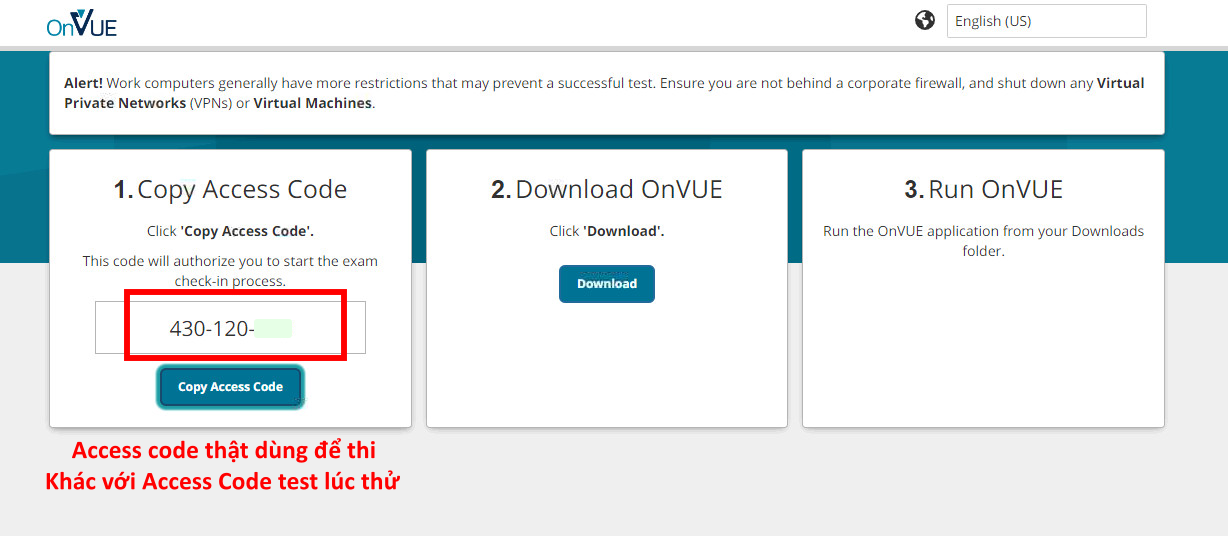 OnVUE
English (US)
Alert! Work computers generally have more restrictions that may prevent a successful test. Ensure you are not behind a corporate firewall, and shut down any Virtual
Private Networks (VPNs) or Virtual Machines.
1. Copy Access Code
Click 'Copy Access Code'.
This code will authorize you to start the exam
check-in process.
430-120-
Copy Access Code
2. Download OnVUE
Click 'Download'.
Download
3. Run OnVUE
Run the OnVUE application from your Downloads
folder.
Access code thật dùng để thi
Khác với Access Code test lúc thử